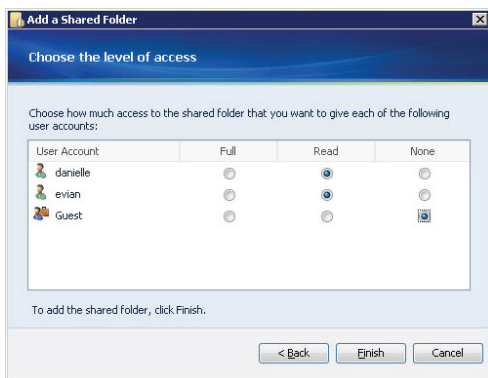 Add a Shared Folder
Choose the level of access
Choose how much access to the shared folder that you want to give each of the following
user accounts:
User Account Full Read None
danielle
evian
Guest
To add the shared folder, click Finish.
< Back Finish Cancel